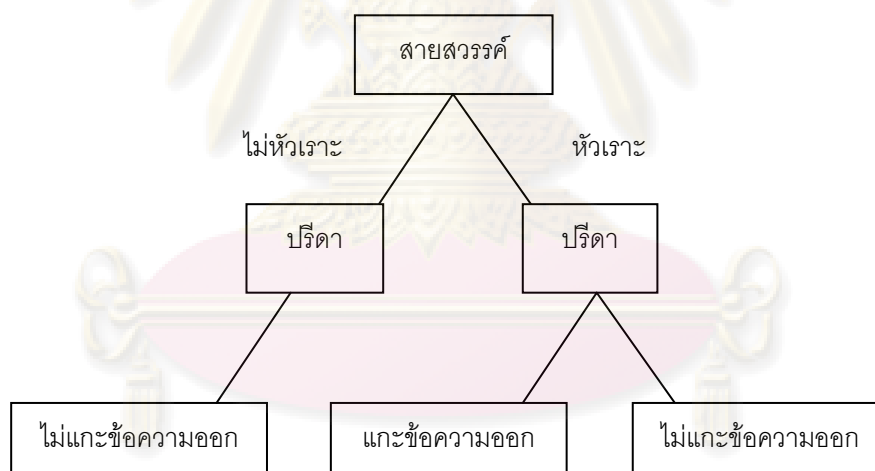 สายสวรรค์
ไม่หัวเราะ หัวเราะ
ปรีดา ปรีดา
ไม่แกะข้อความออก แกะข้อความออก ไม่แกะข้อความออก